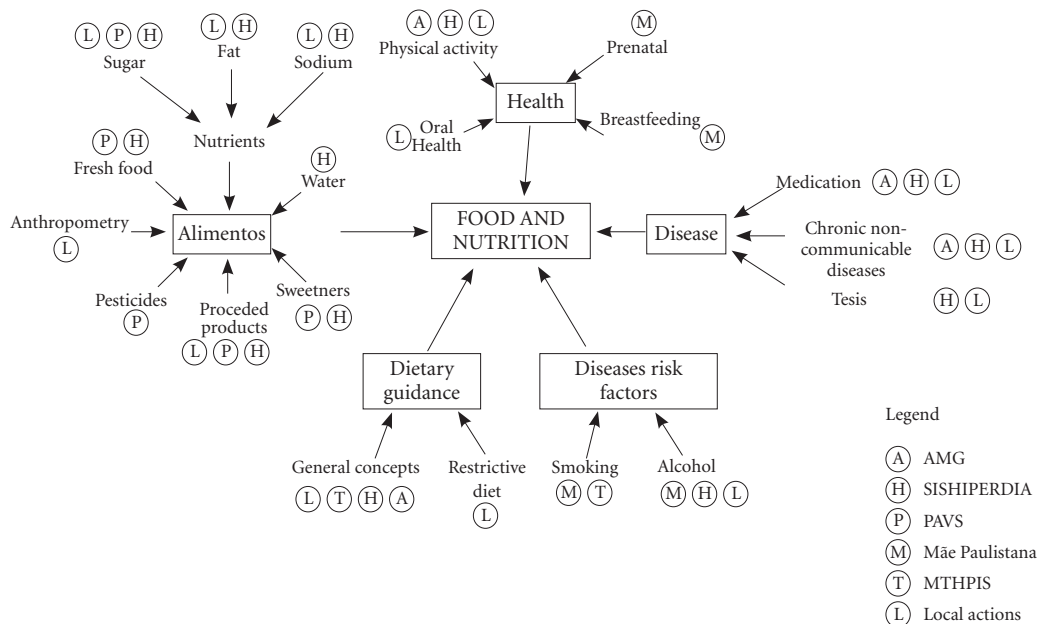 L P H
Sugar
L H
Fat
L H
Sodium
Nutrients
P H
Fresh food
H
Water
Anthropometry
L
Alimentos
Pesticides
P
Proceded
products
L P H
Sweetners
P H
A H L
Physical activity
M
Prenatal
Health
L
Oral
Health
Breastfeeding
M
FOOD AND
NUTRITION
Disease
Medication A H L
Chronic non-
communicable
diseases
A H L
Tesis H L
Dietary
guidance
General concepts
L T H A
Restrictive
diet
L
Diseases risk
factors
Smoking
M T
Alcohol
M H L
Legend
A AMG
H SISHIPERDIA
P PAVS
M Mãe Paulistana
T MTHPIS
L Local actions